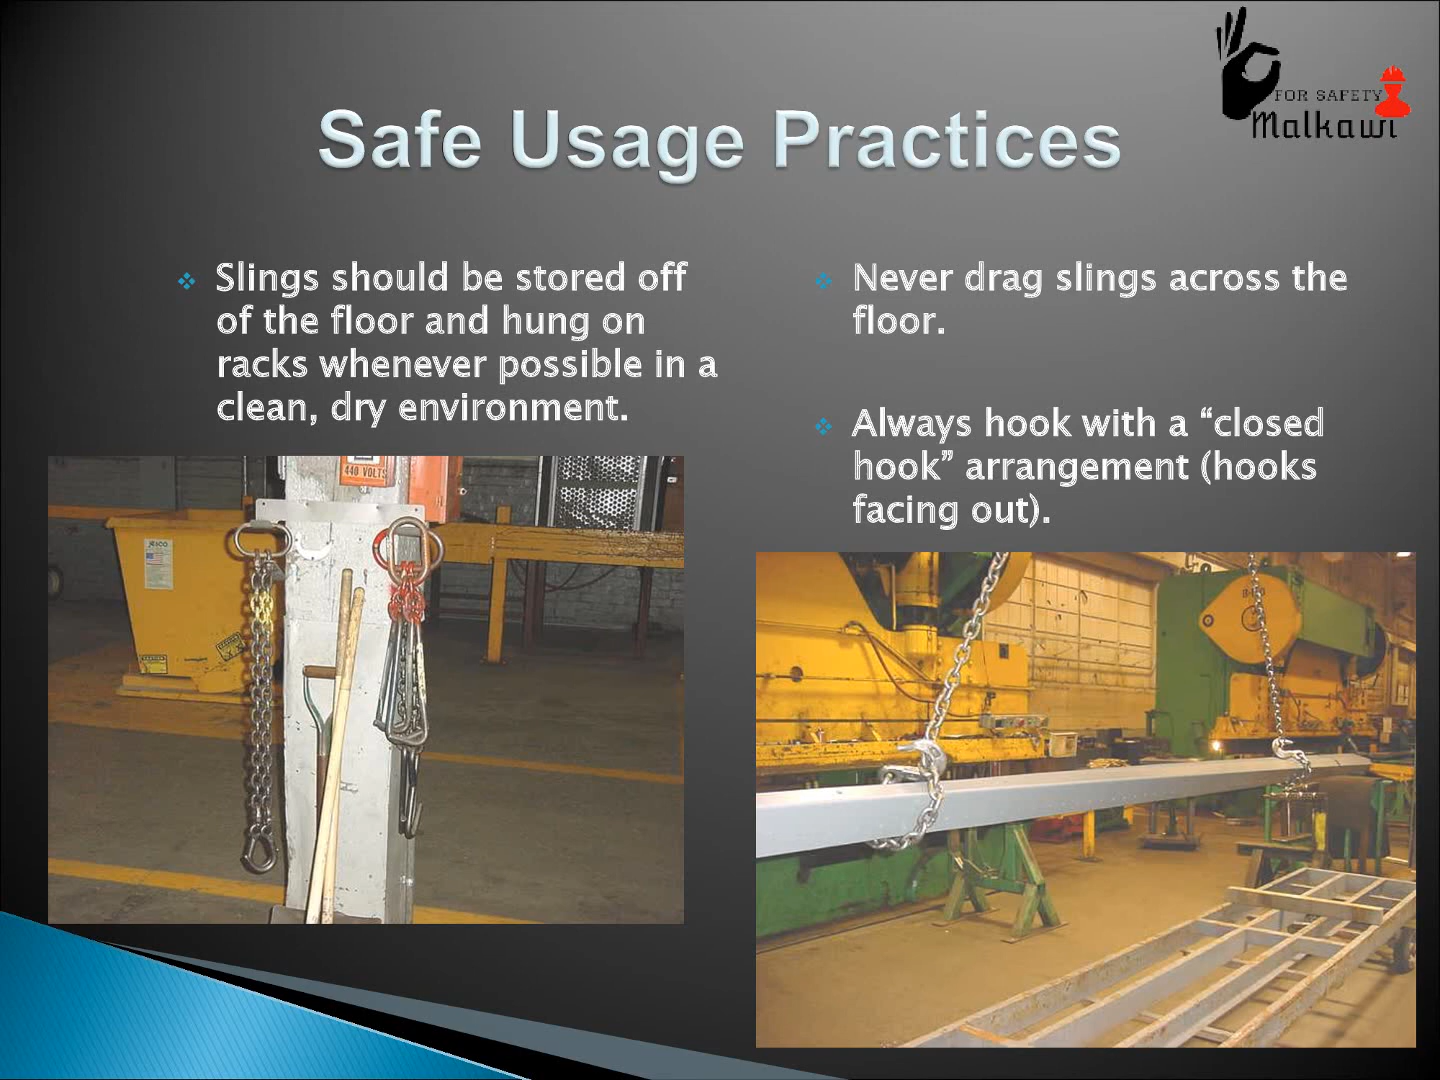 FOR SAFETY
Malkawi
Safe Usage Practices
Slings should be stored off
of the floor and hung on
racks whenever possible in a
clean, dry environment.
Never drag slings across the
floor.
Always hook with a “closed
hook” arrangement (hooks
facing out).
440 VOLTS